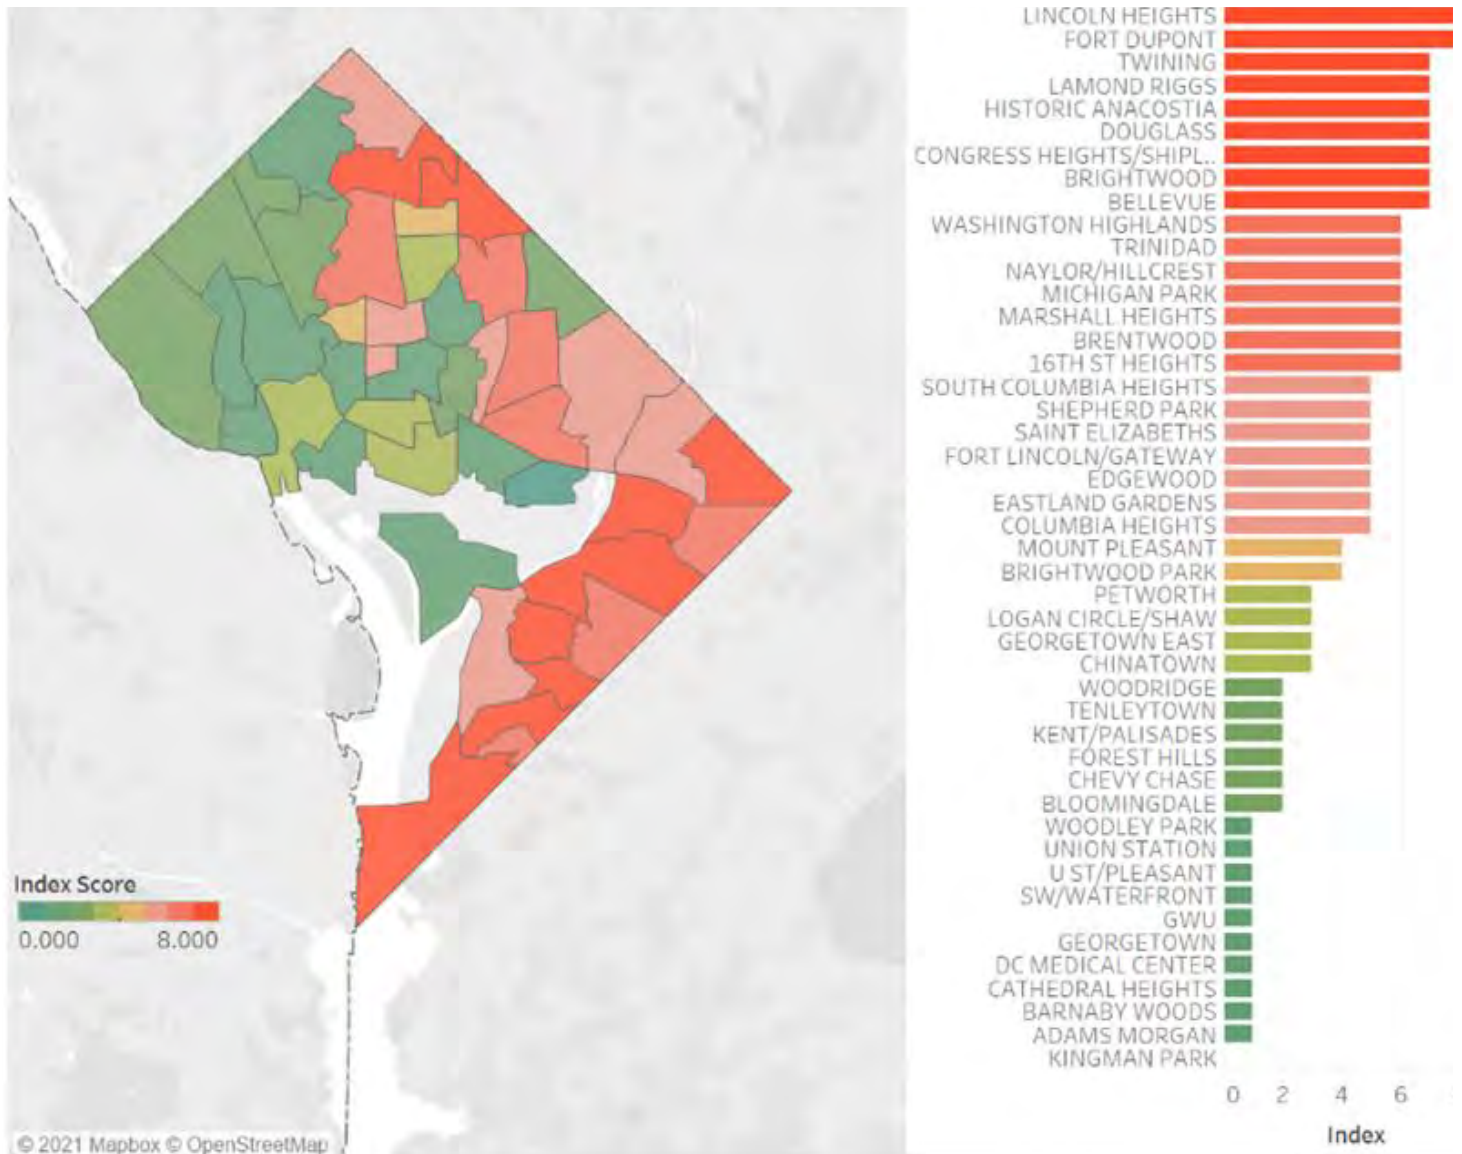 LINCOLN HEIGHTS
FORT DUPONT
TWINING
LAMOND RIGGS
HISTORIC ANACOSTIA
DOUGLASS
CONGRESS HEIGHTS/SHIPL..
BRIGHTWOOD
BELLEVUE
WASHINGTON HIGHLANDS
TRINIDAD
NAYLOR/HILLCREST
MICHIGAN PARK
MARSHALL HEIGHTS
BRENTWOOD
16TH ST HEIGHTS
SOUTH COLUMBIA HEIGHTS
SHEPHERD PARK
SAINT ELIZABETHS
FORT LINCOLN/GATEWAY
EDGEWOOD
EASTLAND GARDENS
COLUMBIA HEIGHTS
MOUNT PLEASANT
BRIGHTWOOD PARK
PETWORTH
LOGAN CIRCLE/SHAW
GEORGETOWN EAST
CHINATOWN
WOODRIDGE
TENLEYTOWN
KENT/PALISADES
FOREST HILLS
CHEVY CHASE
BLOOMINGDALE
WOODLEY PARK
UNION STATION
U ST/PLEASANT
SW/WATERFRONT
GWU
GEORGETOWN
DC MEDICAL CENTER
CATHEDRAL HEIGHTS
BARNABY WOODS
ADAMS MORGAN
KINGMAN PARK
0 2 4 6
Index
Index Score
0.000 8.000
© 2021 Mapbox © OpenStreetMap